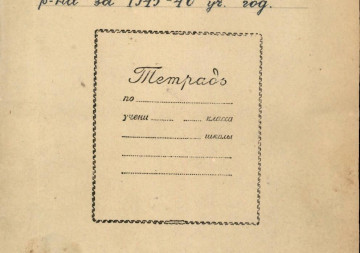 р-на за 1945-46 уч. год.
Тетрадь
по
учени класса
школы